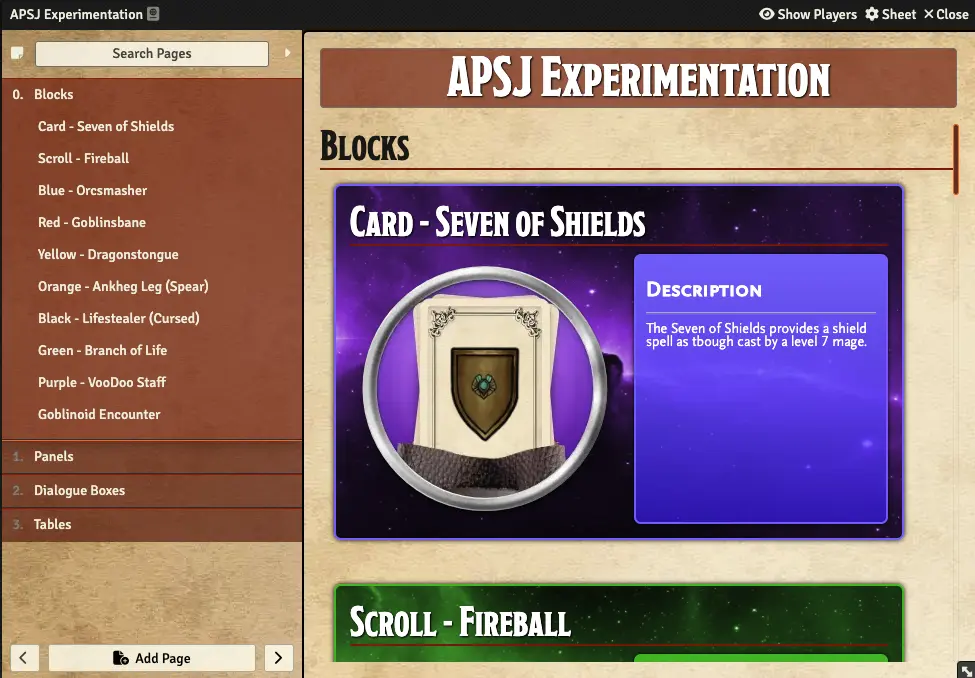 APSJ Experimentation
Show Players Sheet Close
Search Pages
0. Blocks
Card - Seven of Shields
Scroll - Fireball
Blue - Orcsmasher
Red - Goblinsbane
Yellow - Dragonstongue
Orange - Ankheg Leg (Spear)
Black - Lifestealer (Cursed)
Green - Branch of Life
Purple - VooDoo Staff
Goblinoid Encounter
1. Panels
2. Dialogue Boxes
3. Tables
Add Page
APSJ Experimentation
Blocks
Card - Seven of Shields
Description
The Seven of Shields provides a shield
spell as tbough cast by a level 7 mage.
Scroll - Fireball